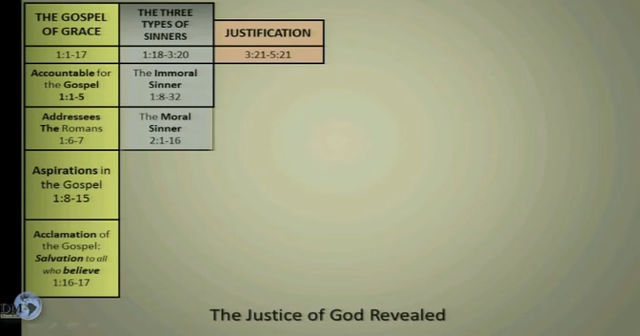 THE GOSPEL
OF GRACE
1:1-17
Accountable for
the Gospel
1:1-5
Addressees
The Romans
1:6-7
Aspirations in
the Gospel
1:8-15
Acclamation of
the Gospel:
Salvation to all
who believe
1:16-17
THE THREE
TYPES OF
SINNERS
1:18-3:20
The Immoral
Sinner
1:8-32
The Moral
Sinner
2:1-16
JUSTIFICATION
3:21-5:21
The Justice of God Revealed